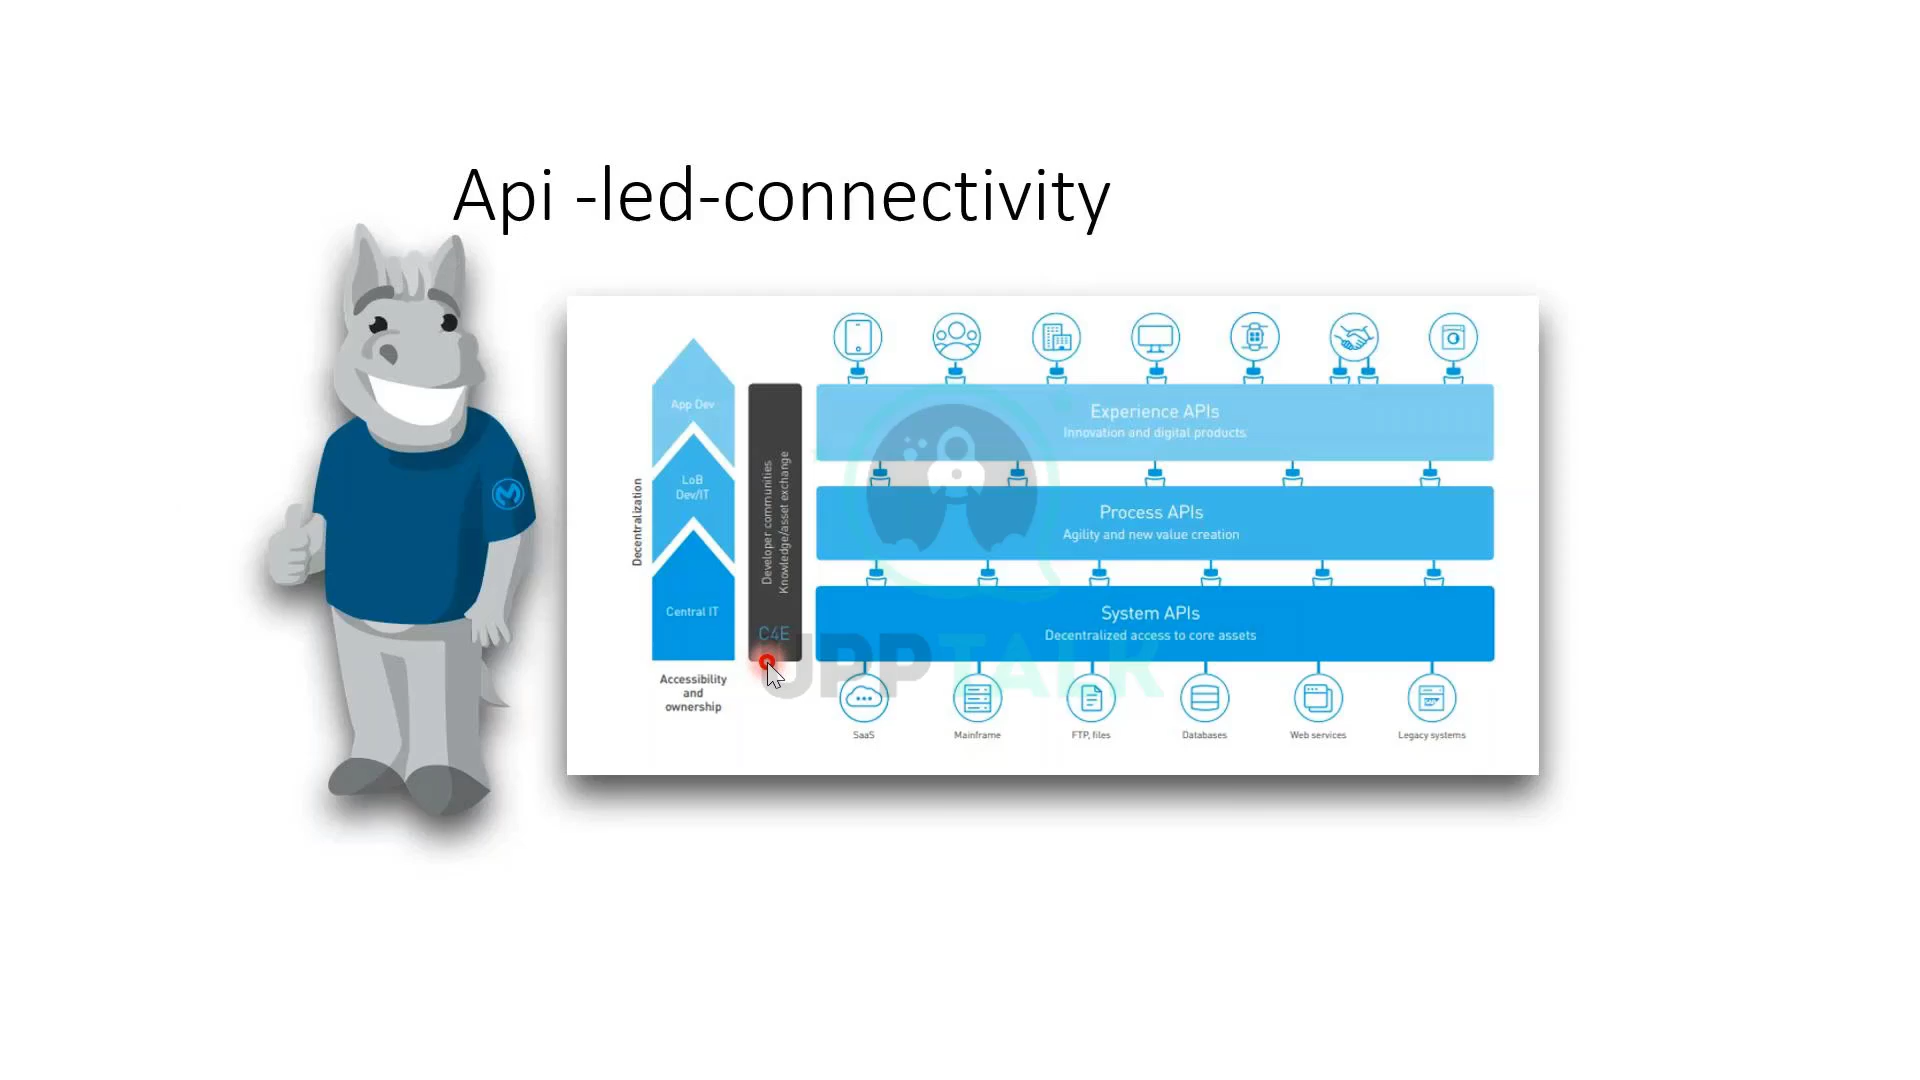 Api -led-connectivity
App Dev
LoB
Dev/IT
Central IT
Decentralization
Accessibility
and
ownership
Developer communities
Knowledge/asset exchange
C4E
Experience APIs
Innovation and digital products
Process APIs
Agility and new value creation
System APIs
Decentralized access to core assets
UPPTALK
SaaS
Mainframe
FTP, files
Databases
Web services
Legacy systems
SAP